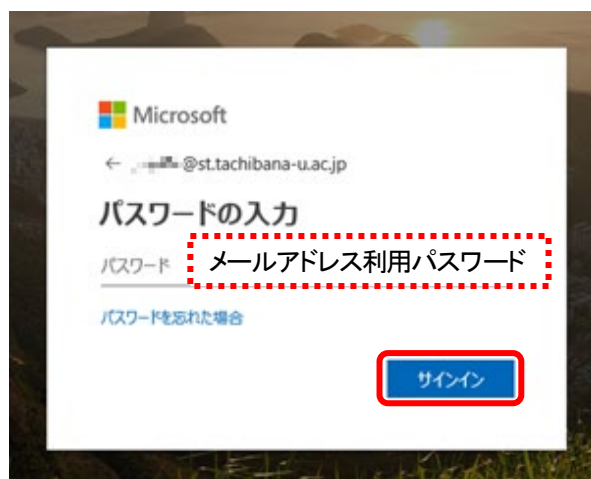 Microsoft
← @st.tachibana-u.ac.jp
パスワードの入力
パスワード メールアドレス利用パスワード
パスワードを忘れた場合
サインイン